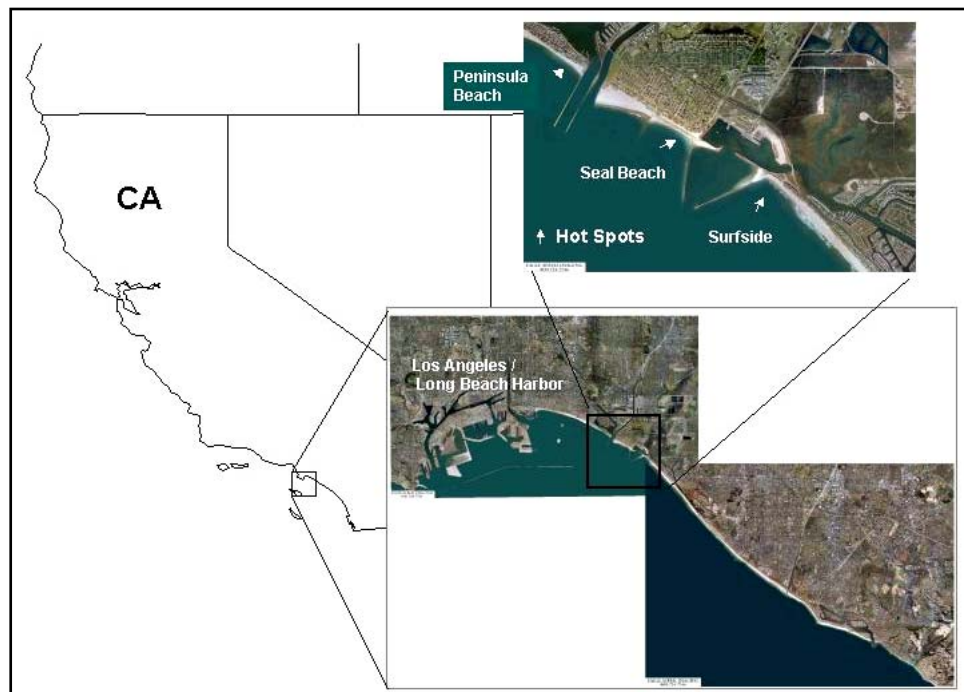 Peninsula
Beach
CA
Seal Beach
Hot Spots
Surfside
Los Angeles /
Long Beach Harbor